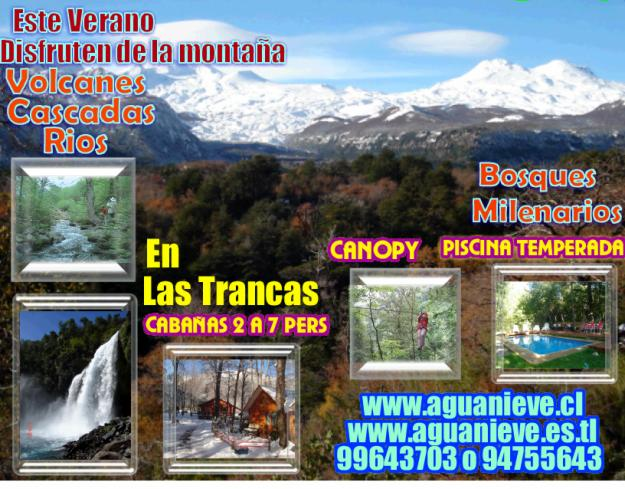 Este Verano
Disfruten de la montaña
Volcanes
Cascadas
Rios
Bosques
Milenarios
En
Las Trancas
CABAÑAS 2 A 7 PERS
CANOPY
PISCINA TEMPERADA
www.aguanieve.cl
www.aguanieve.es.tl
99643703 o 94755643